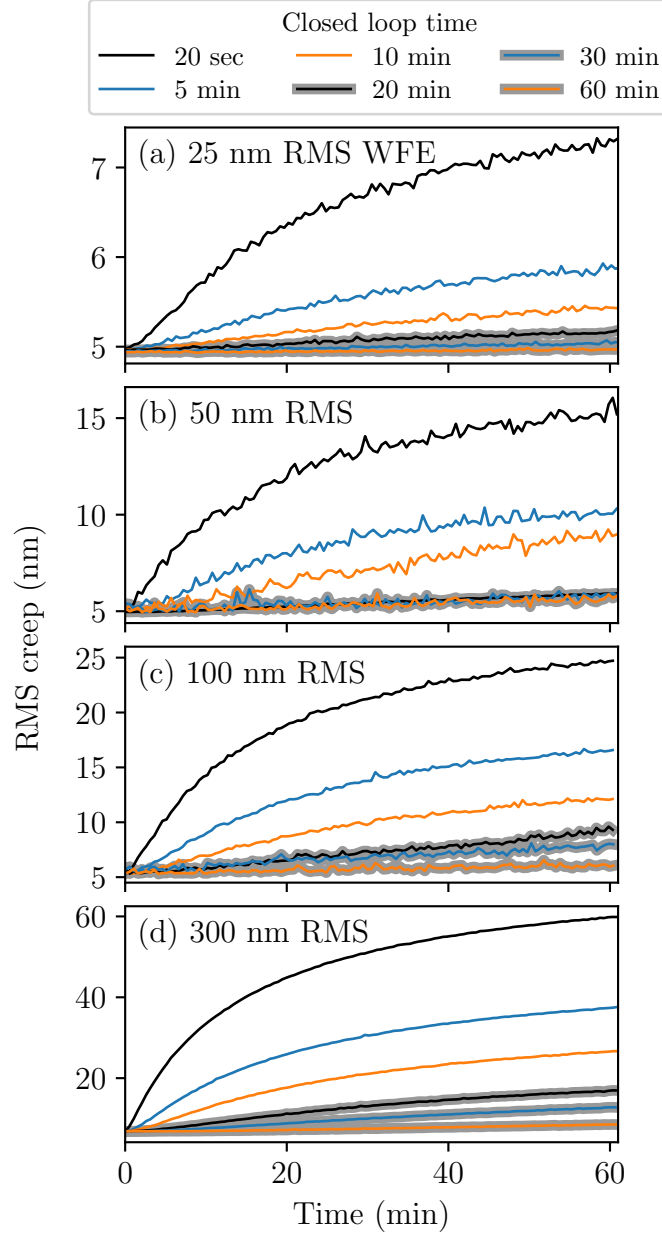 Closed loop time
20 sec 10 min 30 min
5 min 20 min 60 min
(a) 25 nm RMS WFE
7
6
5
(b) 50 nm RMS
15
10
5
(c) 100 nm RMS
25
20
15
10
5
(d) 300 nm RMS
60
40
20
0 20 40 60
Time (min)
RMS creep (nm)